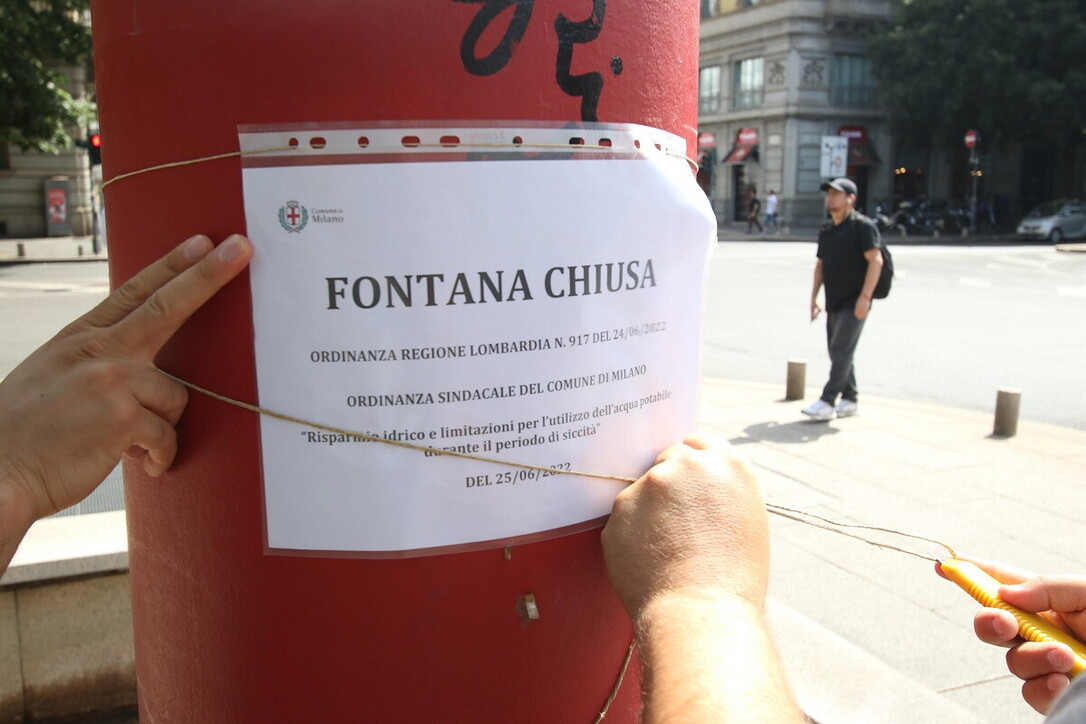 Comune di
Milano
FONTANA CHIUSA
ORDINANZA REGIONE LOMBARDIA N. 917 DEL 24/06/2022
ORDINANZA SINDACALE DEL COMUNE DI MILANO
“Risparmio idrico e limitazioni per l’utilizzo dell’acqua potabile
durante il periodo di siccità”
DEL 25/06/2022